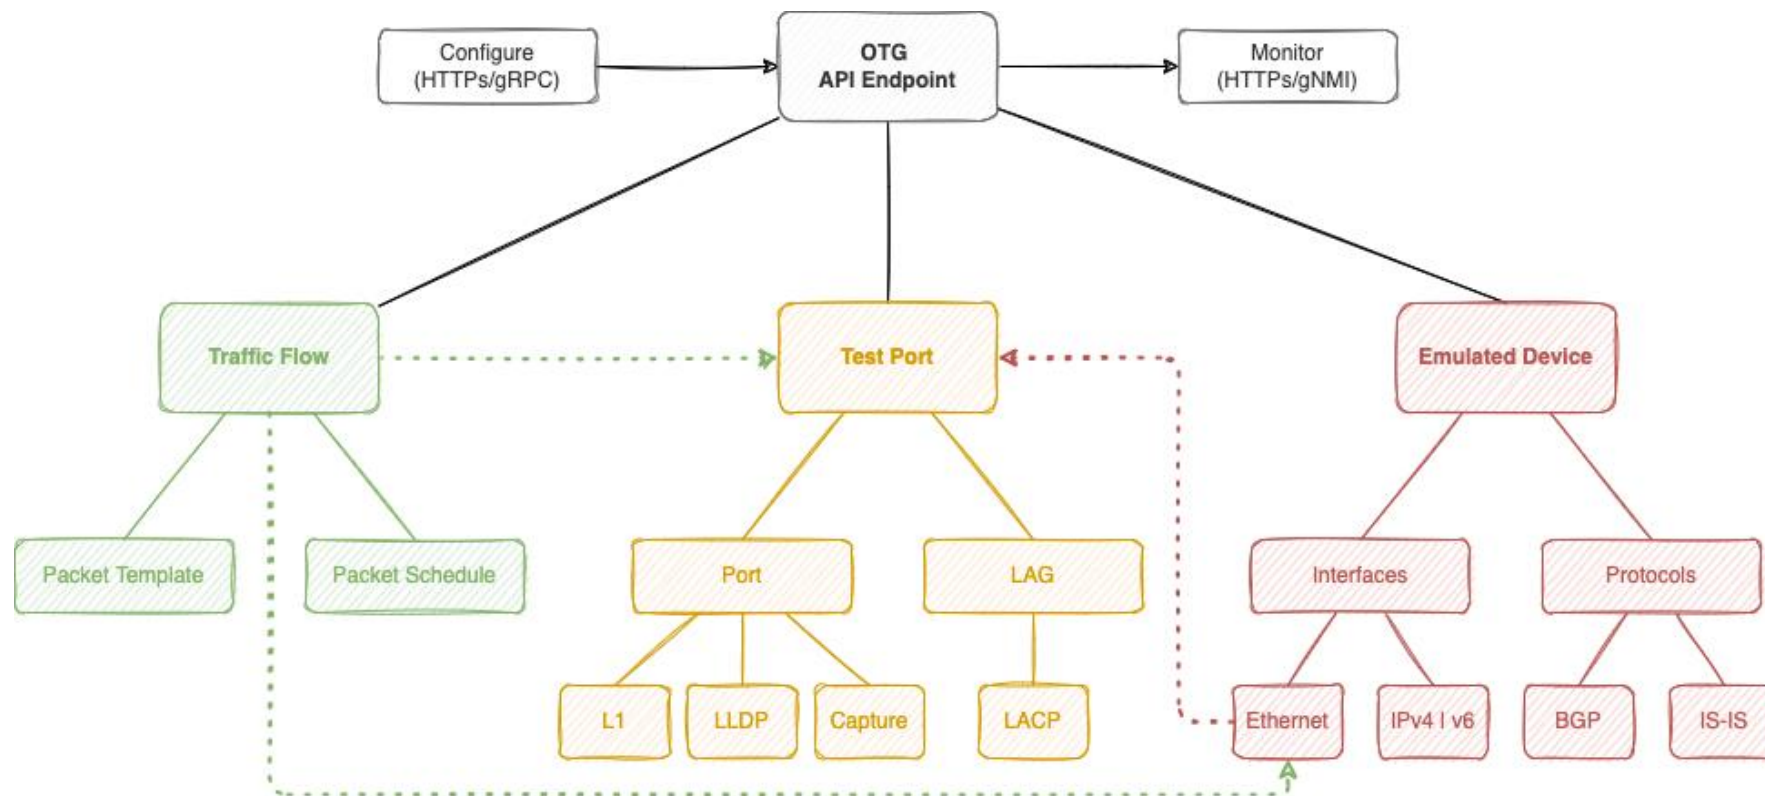 Configure
(HTTPs/gRPC)
OTG
API Endpoint
Monitor
(HTTPs/gNMI)
Traffic Flow
Test Port
Emulated Device
Packet Template
Packet Schedule
Port
LAG
Interfaces
Protocols
L1
LLDP
Capture
LACP
Ethernet
IPv4 | v6
BGP
IS-IS